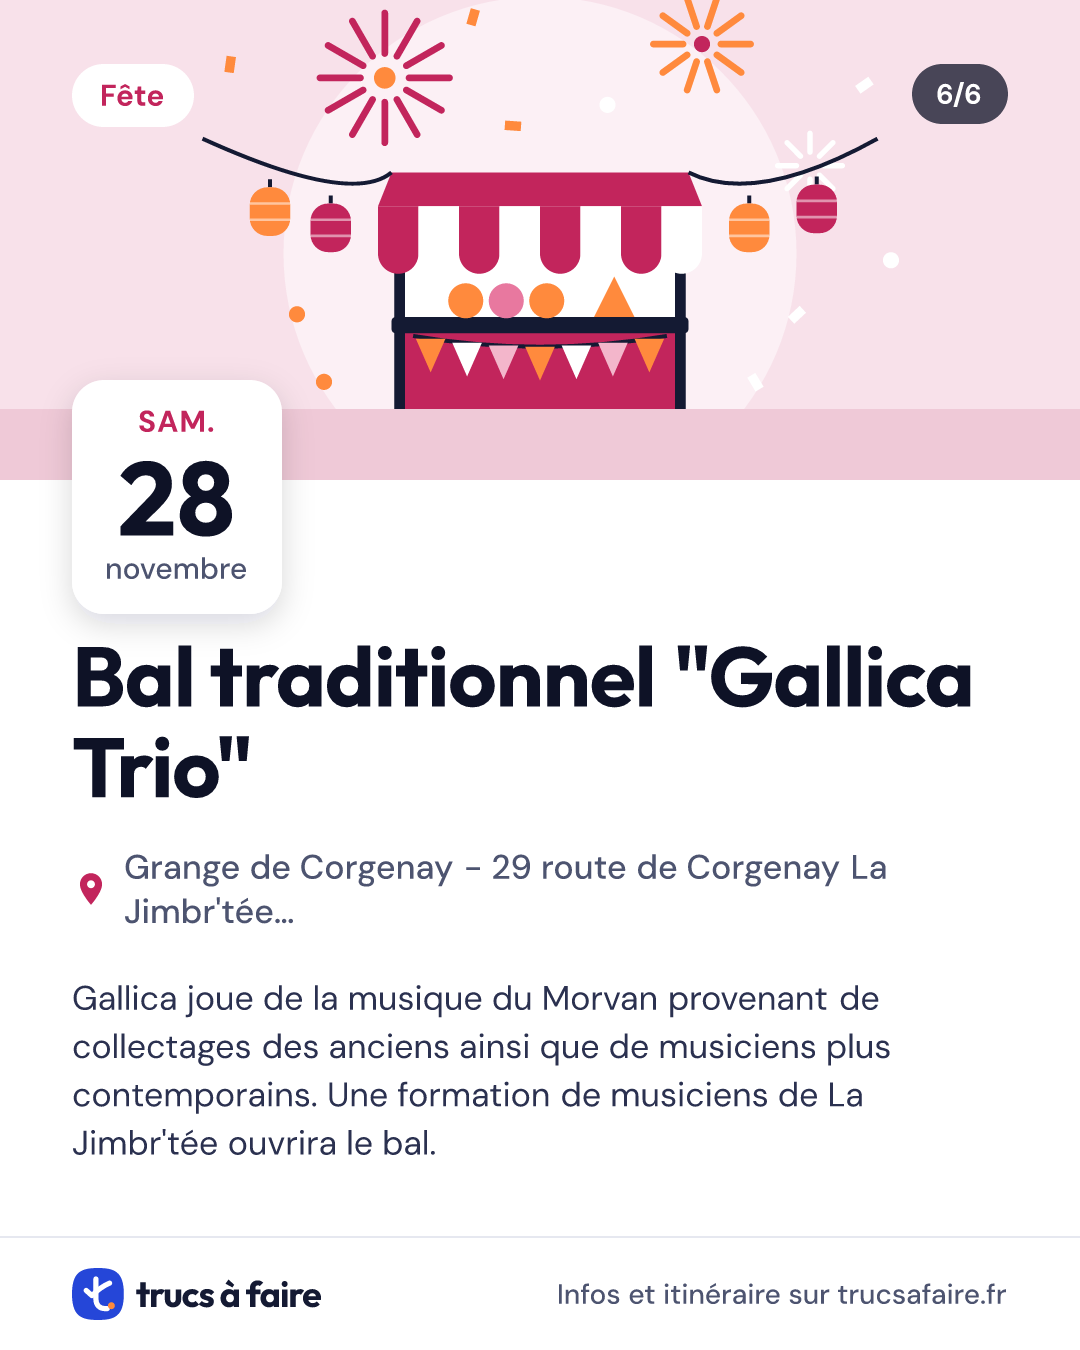 Fête
6/6
SAM.
28
novembre
Bal traditionnel "Gallica
Trio"
Grange de Corgenay - 29 route de Corgenay La
Jimbr'tée...
Gallica joue de la musique du Morvan provenant de
collectages des anciens ainsi que de musiciens plus
contemporains. Une formation de musiciens de La
Jimbr'tée ouvrira le bal.
trucs à faire
Infos et itinéraire sur trucsafaire.fr